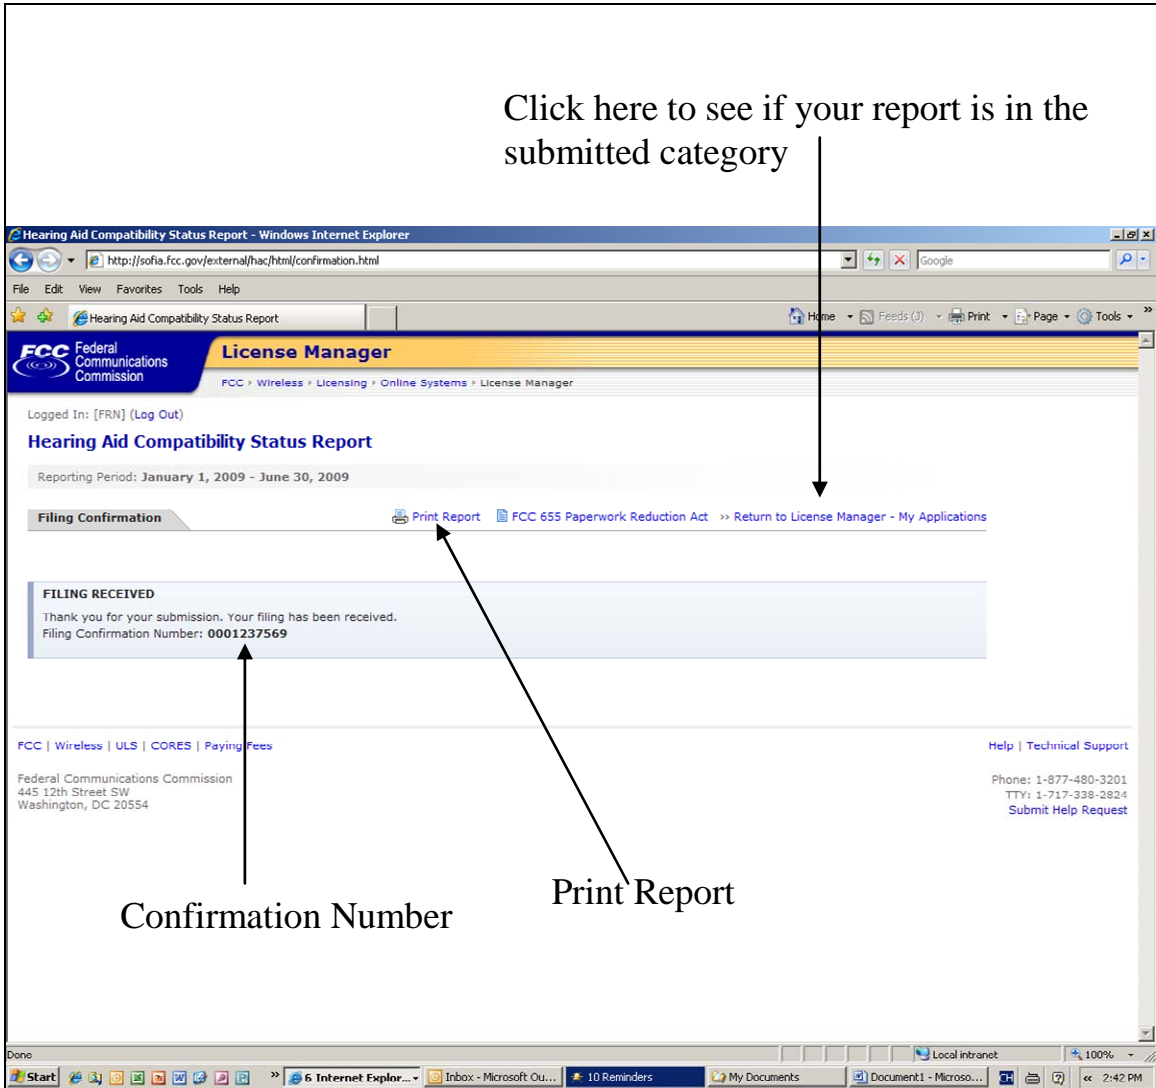 Click here to see if your report is in the
submitted category
Hearing Aid Compatibility Status Report - Windows Internet Explorer
http://sofia.fcc.gov/external/hac/html/confirmation.html
Google
File Edit View Favorites Tools Help
Hearing Aid Compatibility Status Report
Home Feeds (J) Print Page Tools »
FCC Federal
Communications
Commission
License Manager
FCC > Wireless > Licensing > Online Systems > License Manager
Logged In: [FRN] (Log Out)
Hearing Aid Compatibility Status Report
Reporting Period: January 1, 2009 - June 30, 2009
Filing Confirmation
Print Report FCC 655 Paperwork Reduction Act >> Return to License Manager - My Applications
FILING RECEIVED
Thank you for your submission. Your filing has been received.
Filing Confirmation Number: 0001237569
FCC | Wireless | ULS | CORES | Paying Fees
Help | Technical Support
Federal Communications Commission
445 12th Street SW
Washington, DC 20554
Phone: 1-877-480-3201
TTY: 1-717-338-2824
Submit Help Request
Print Report
Confirmation Number
Done
Local intranet
100%
Start » 6 Internet Explor... Inbox - Microsoft Ou... 10 Reminders My Documents Document1 - Microso... « 2:42 PM